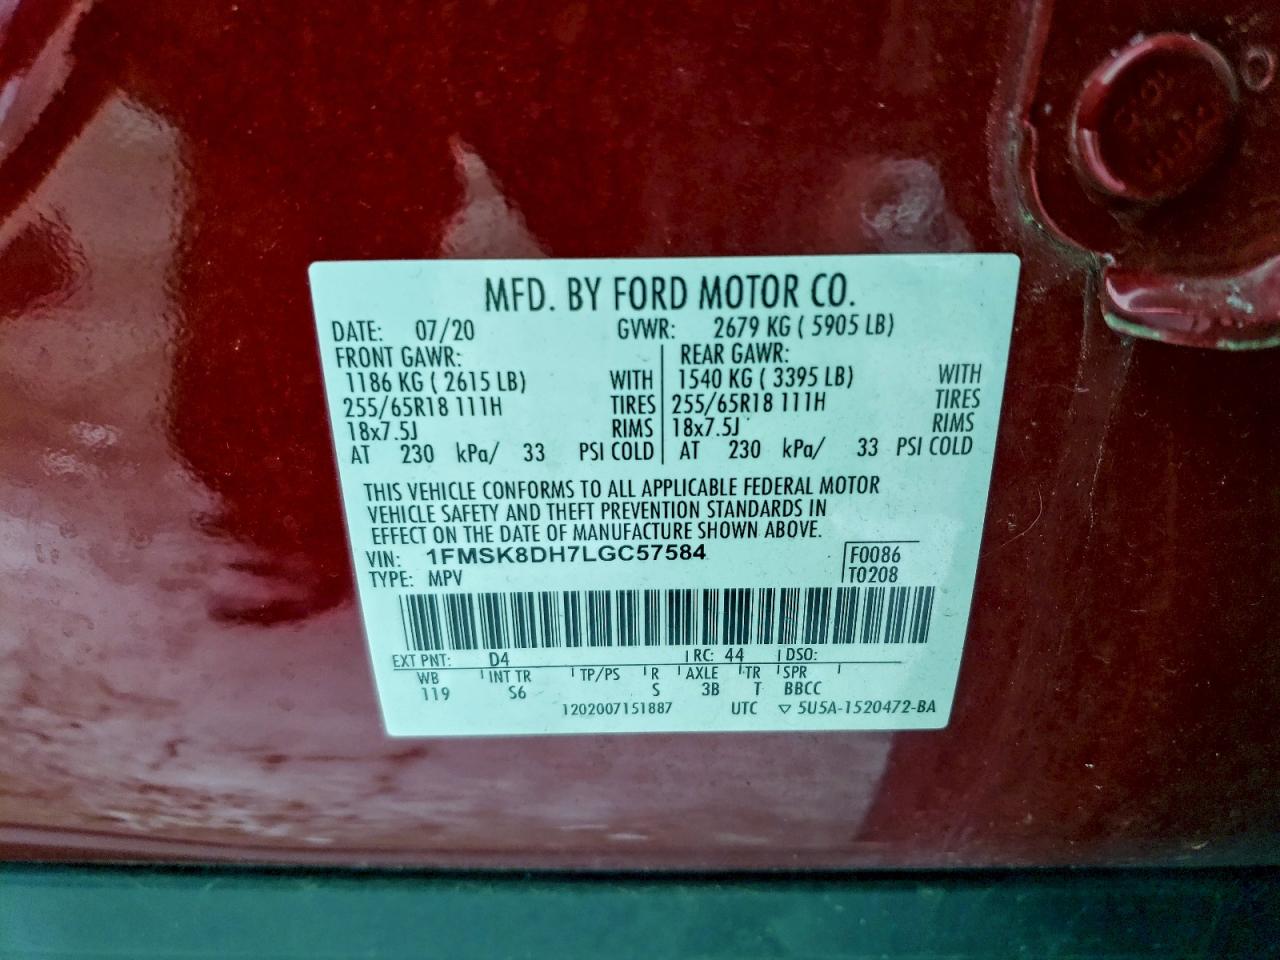 MFD. BY FORD MOTOR CO.
DATE: 07/20 GVWR: 2679 KG ( 5905 LB)
FRONT GAWR: REAR GAWR:
1186 KG ( 2615 LB) WITH 1540 KG ( 3395 LB) WITH
255/65R18 111H TIRES 255/65R18 111H TIRES
18x7.5J RIMS 18x7.5J RIMS
AT 230 kPa/ 33 PSI COLD AT 230 kPa/ 33 PSI COLD
THIS VEHICLE CONFORMS TO ALL APPLICABLE FEDERAL MOTOR
VEHICLE SAFETY AND THEFT PREVENTION STANDARDS IN
EFFECT ON THE DATE OF MANUFACTURE SHOWN ABOVE.
VIN: 1FMSK8DH7LGC57584 F0086
TYPE: MPV T0208
EXT PNT: D4 RC: 44 DSO:
WB INT TR TP/PS R AXLE TR SPR
119 S6 S 3B T BBCC
1202007151887 UTC ▽ 5U5A-1520472-BA